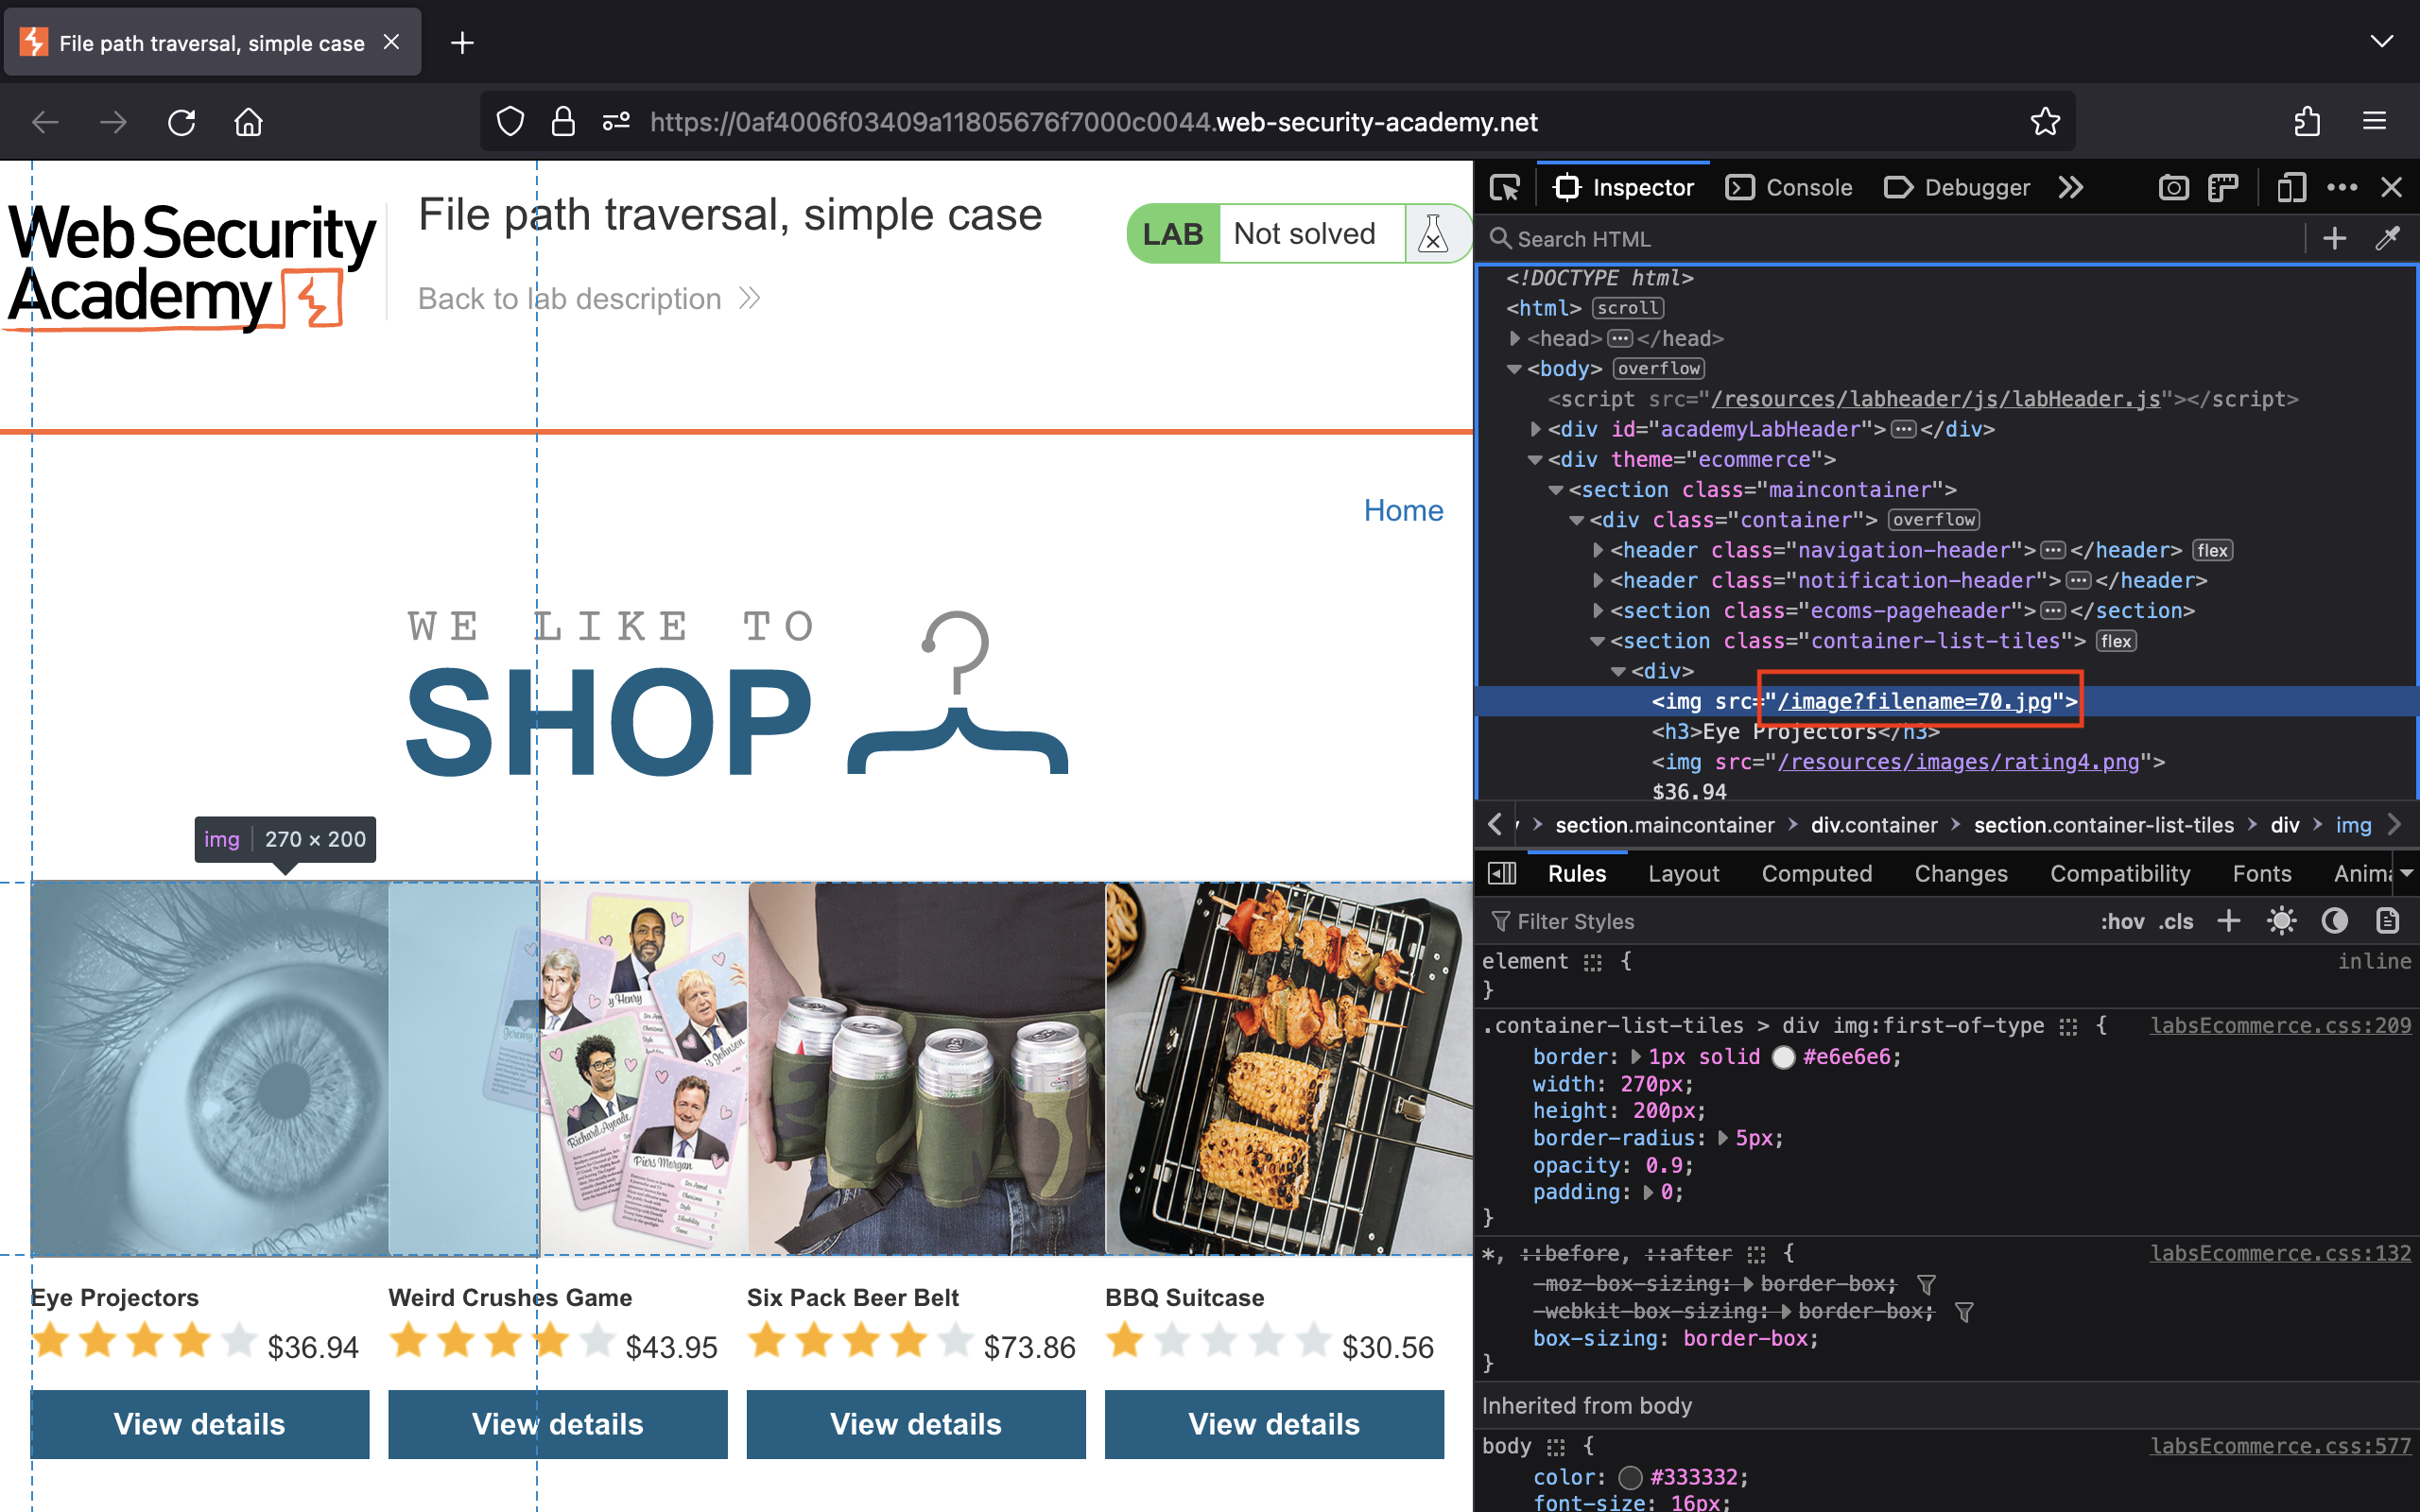 File path traversal, simple case
https://0af4006f03409a11805676f7000c0044.web-security-academy.net
Web Security
Academy
File path traversal, simple case
Back to lab description
LAB Not solved
Home
WE LIKE TO
SHOP
img 270 × 200
Eye Projectors
$36.94
View details
Weird Crushes Game
$43.95
View details
Six Pack Beer Belt
$73.86
View details
BBQ Suitcase
$30.56
View details
Richard Ayoade
Piers Morgan
Inspector Console Debugger
Search HTML
<!DOCTYPE html>
<html> scroll
<head> ••• </head>
<body> overflow
<script src="/resources/labheader/js/labHeader.js"></script>
<div id="academyLabHeader"> ••• </div>
<div theme="ecommerce">
<section class="maincontainer">
<div class="container"> overflow
<header class="navigation-header"> ••• </header> flex
<header class="notification-header"> ••• </header>
<section class="ecoms-pageheader"> ••• </section>
<section class="container-list-tiles"> flex
<div>
<img src="/image?filename=70.jpg">
<h3>Eye Projectors</h3>
<img src="/resources/images/rating4.png">
$36.94
section.maincontainer > div.container > section.container-list-tiles > div > img
Rules Layout Computed Changes Compatibility Fonts Anima
Filter Styles :hov .cls
element { inline
}
.container-list-tiles > div img:first-of-type { labsEcommerce.css:209
border: 1px solid #e6e6e6;
width: 270px;
height: 200px;
border-radius: 5px;
opacity: 0.9;
padding: 0;
}
*, ::before, ::after { labsEcommerce.css:132
-moz-box-sizing: border-box;
-webkit-box-sizing: border-box;
box-sizing: border-box;
}
Inherited from body
body { labsEcommerce.css:577
color: #333332;
font-size: 16px;